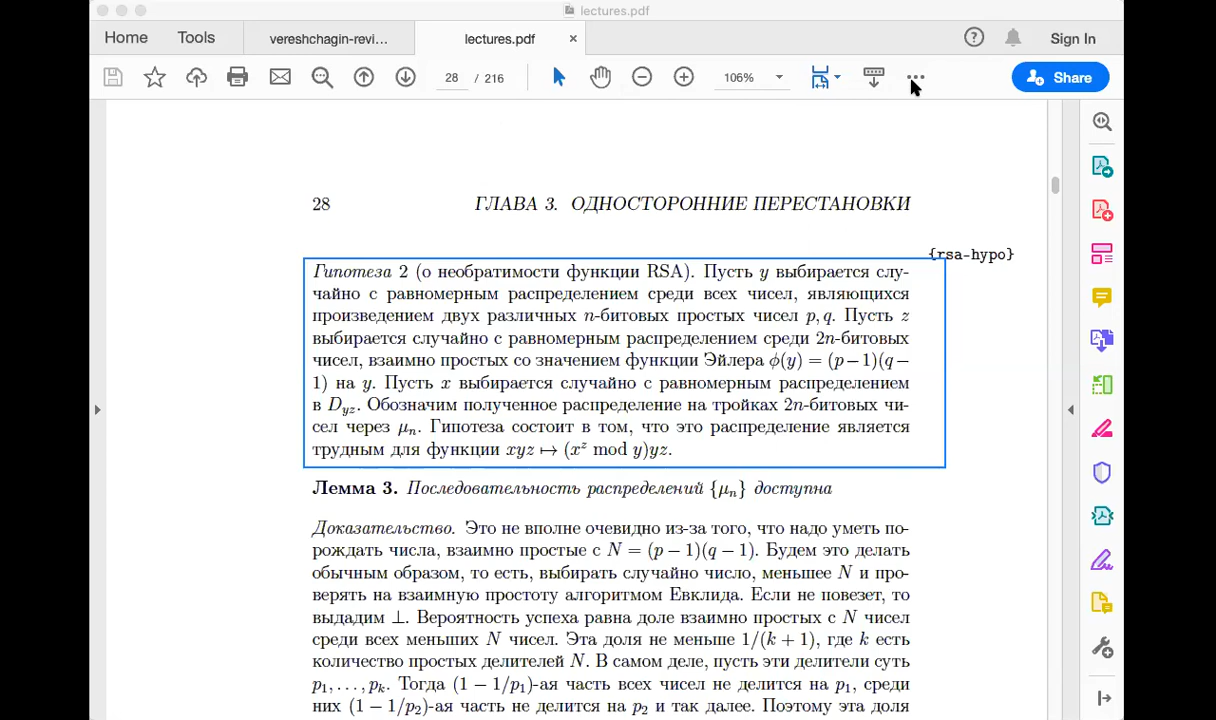 lectures.pdf
Home Tools vereshchagin-revi... lectures.pdf × Sign In
28 / 216 106% Share
28 ГЛАВА 3. ОДНОСТОРОННИЕ ПЕРЕСТАНОВКИ
{rsa-hypo}
Гипотеза 2 (о необратимости функции RSA). Пусть y выбирается слу-
чайно с равномерным распределением среди всех чисел, являющихся
произведением двух различных n-битовых простых чисел p, q. Пусть z
выбирается случайно с равномерным распределением среди 2n-битовых
чисел, взаимно простых со значением функции Эйлера ϕ(y) = (p−1)(q−
1) на y. Пусть x выбирается случайно с равномерным распределением
в D_yz. Обозначим полученное распределение на тройках 2n-битовых чи-
сел через μ_n. Гипотеза состоит в том, что это распределение является
трудным для функции xyz ↦ (x^z mod y)yz.
Лемма 3. Последовательность распределений {μ_n} доступна
Доказательство. Это не вполне очевидно из-за того, что надо уметь по-
рождать числа, взаимно простые с N = (p − 1)(q − 1). Будем это делать
обычным образом, то есть, выбирать случайно число, меньшее N и про-
верять на взаимную простоту алгоритмом Евклида. Если не повезет, то
выдадим ⊥. Вероятность успеха равна доле взаимно простых с N чисел
среди всех меньших N чисел. Эта доля не меньше 1/(k + 1), где k есть
количество простых делителей N. В самом деле, пусть эти делители суть
p_1, . . . , p_k. Тогда (1 − 1/p_1)-ая часть всех чисел не делится на p_1, среди
них (1 − 1/p_2)-ая часть не делится на p_2 и так далее. Поэтому эта доля